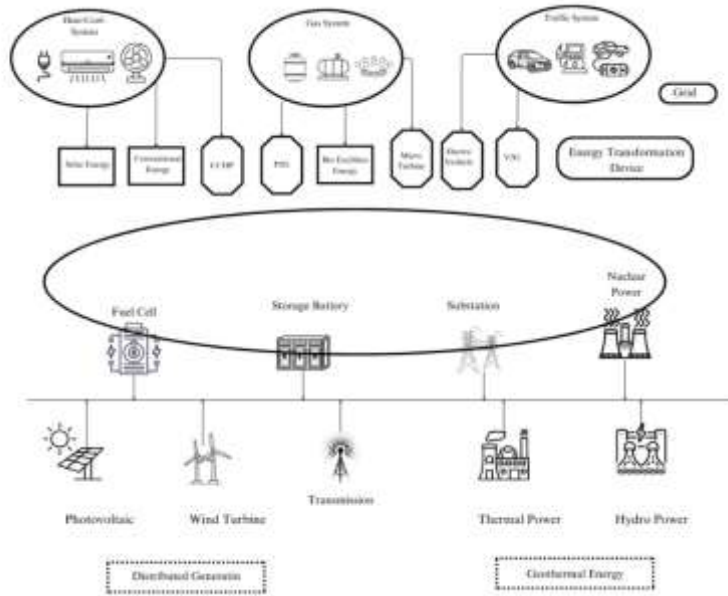 Heat/Cold
System
Gas System
Traffic System
Grid
Solar Energy
Conventional
Energy
CCHP
P2G
Bio Facilities
Energy
Micro
Turbine
Electric
Vehicle
V2G
Energy Transformation
Device
Nuclear
Power
Fuel Cell
Storage Battery
Substation
Photovoltaic
Wind Turbine
Transmission
Thermal Power
Hydro Power
Distributed Generatin
Geothermal Energy